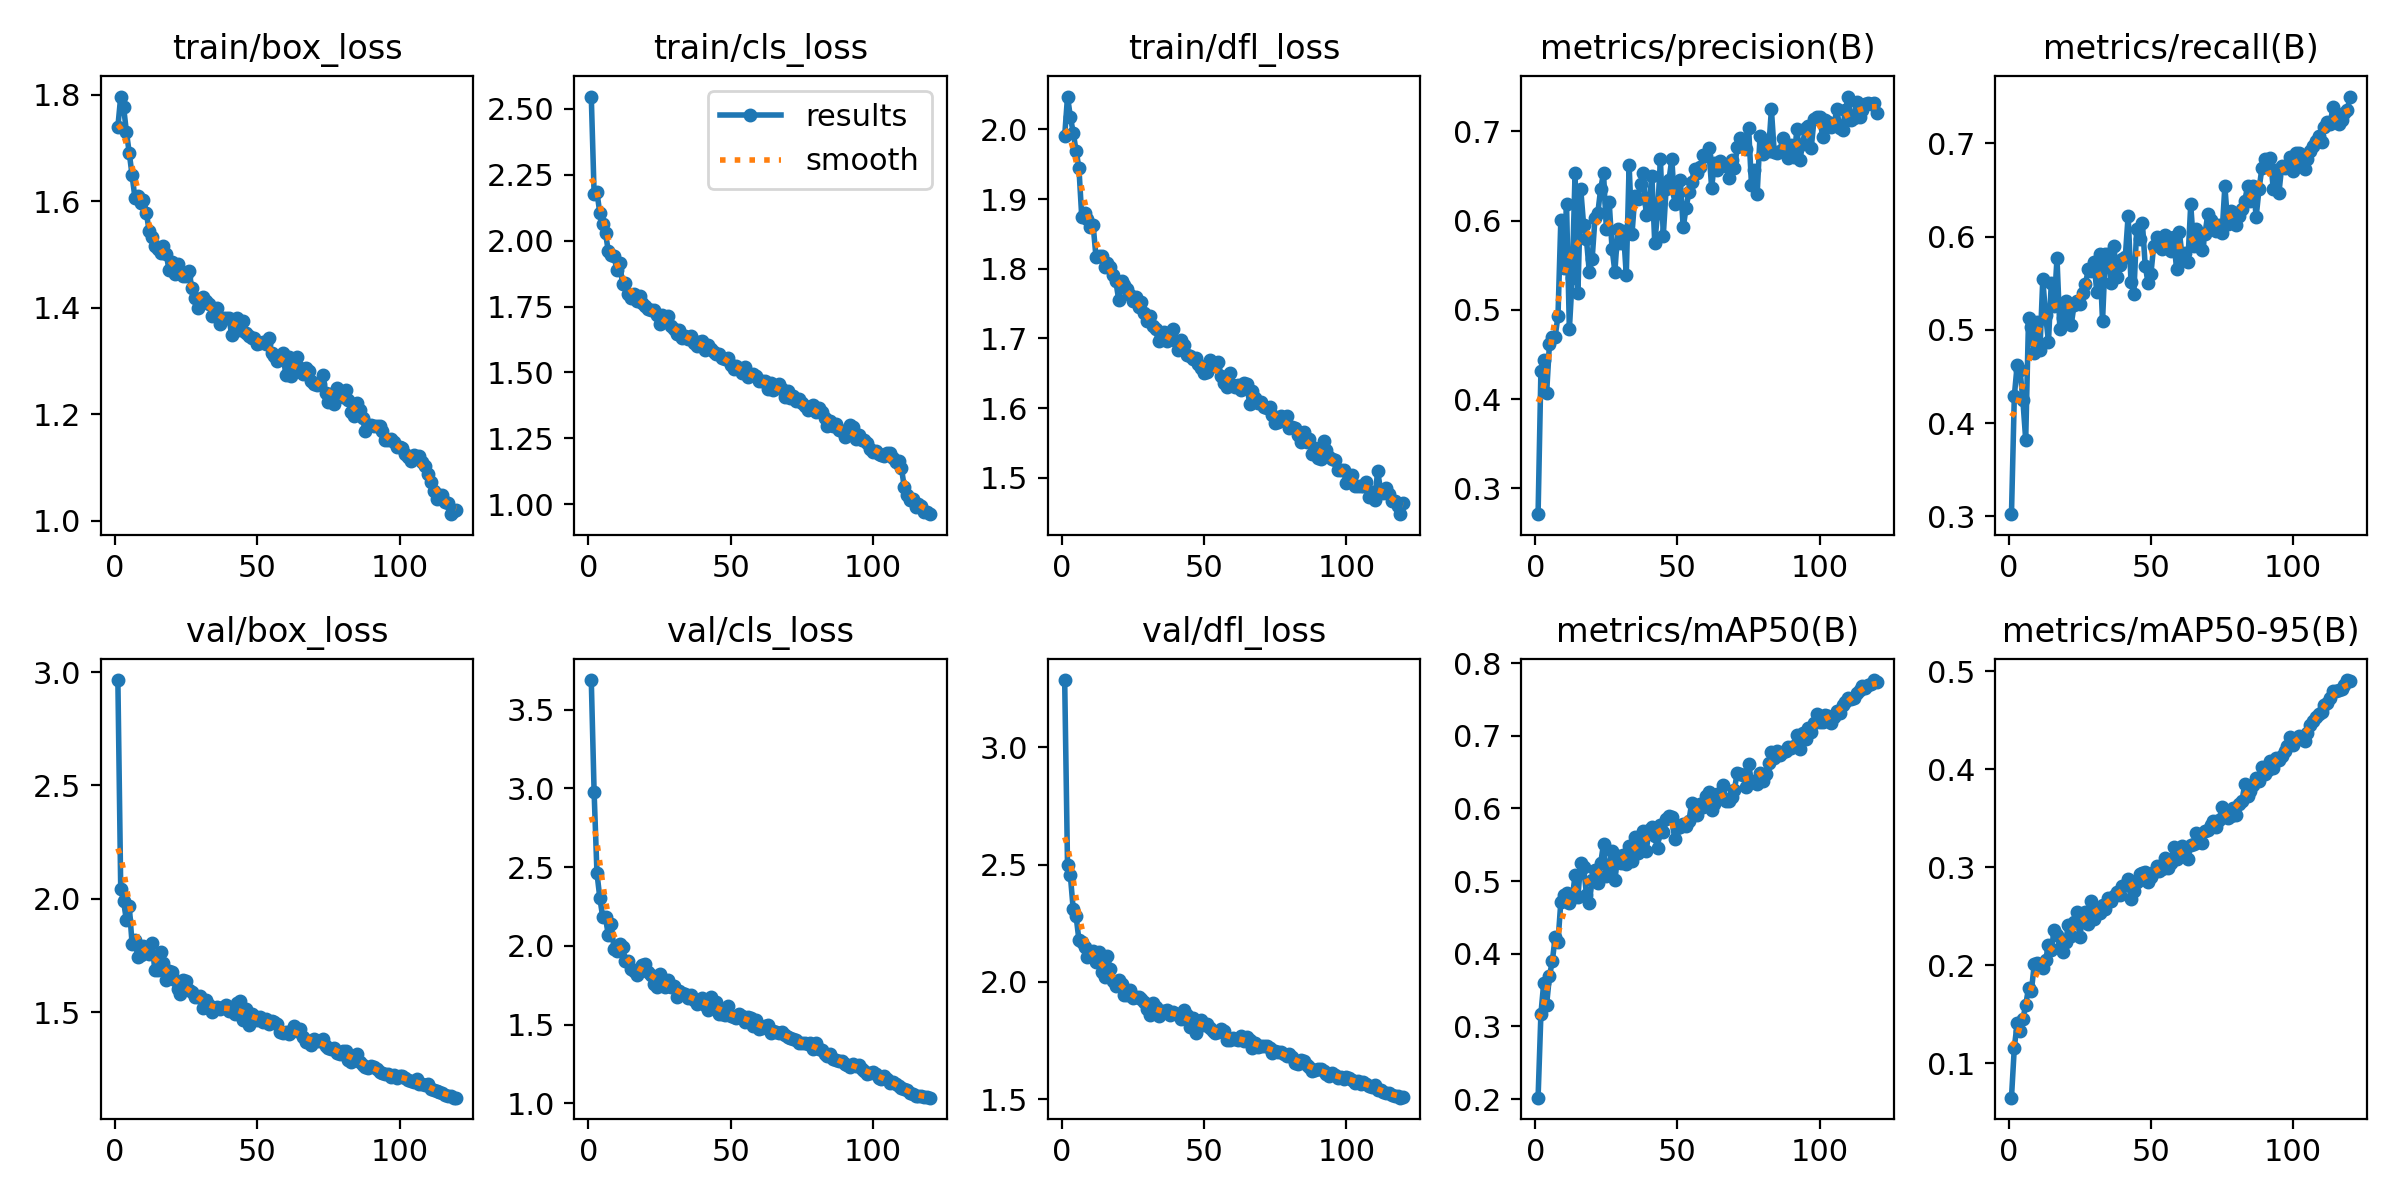 train/box_loss
1.8
1.6
1.4
1.2
1.0
0 50 100
train/cls_loss
results
smooth
2.50
2.25
2.00
1.75
1.50
1.25
1.00
0 50 100
train/dfl_loss
2.0
1.9
1.8
1.7
1.6
1.5
0 50 100
metrics/precision(B)
0.7
0.6
0.5
0.4
0.3
0 50 100
metrics/recall(B)
0.7
0.6
0.5
0.4
0.3
0 50 100
val/box_loss
3.0
2.5
2.0
1.5
0 50 100
val/cls_loss
3.5
3.0
2.5
2.0
1.5
1.0
0 50 100
val/dfl_loss
3.0
2.5
2.0
1.5
0 50 100
metrics/mAP50(B)
0.8
0.7
0.6
0.5
0.4
0.3
0.2
0 50 100
metrics/mAP50-95(B)
0.5
0.4
0.3
0.2
0.1
0 50 100